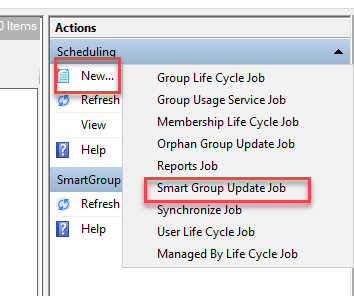 0 Items
Actions
Scheduling
New...
Refresh
View
Help
SmartGroup
Refresh
Help
Group Life Cycle Job
Group Usage Service Job
Membership Life Cycle Job
Orphan Group Update Job
Reports Job
Smart Group Update Job
Synchronize Job
User Life Cycle Job
Managed By Life Cycle Job